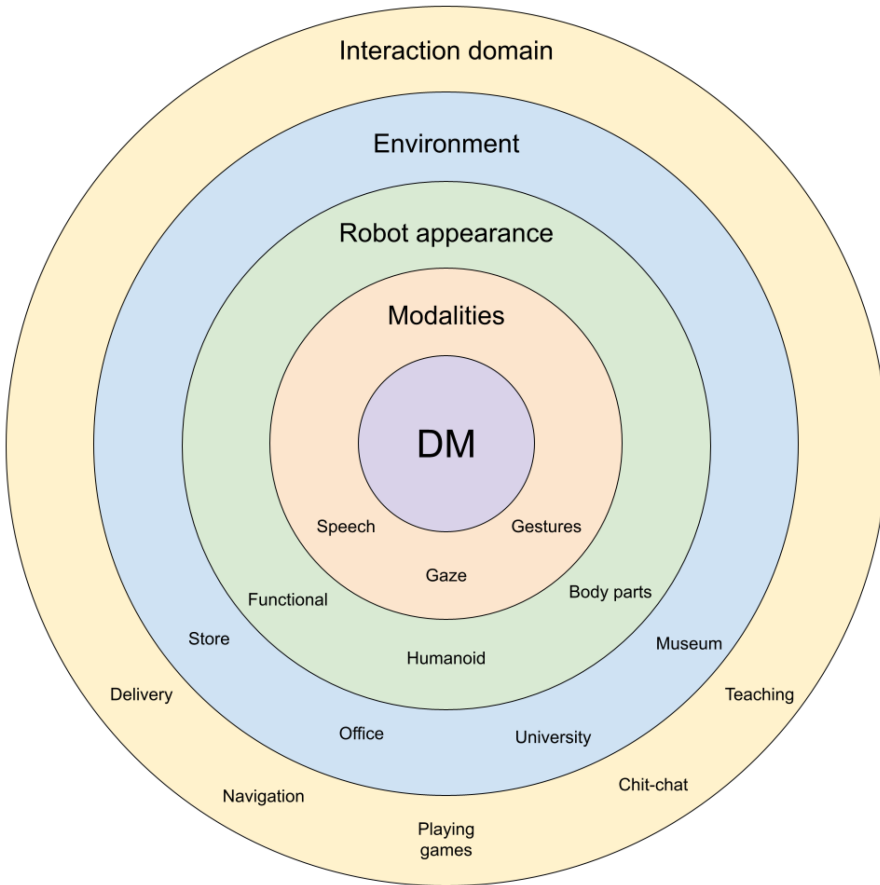 Interaction domain
Environment
Robot appearance
Modalities
DM
Speech
Gestures
Gaze
Functional
Body parts
Humanoid
Store
Museum
Office
University
Delivery
Teaching
Navigation
Chit-chat
Playing
games